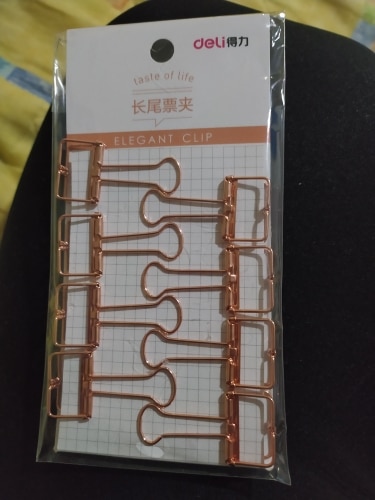 deli得力
taste of life
长尾票夹
ELEGANT CLIP